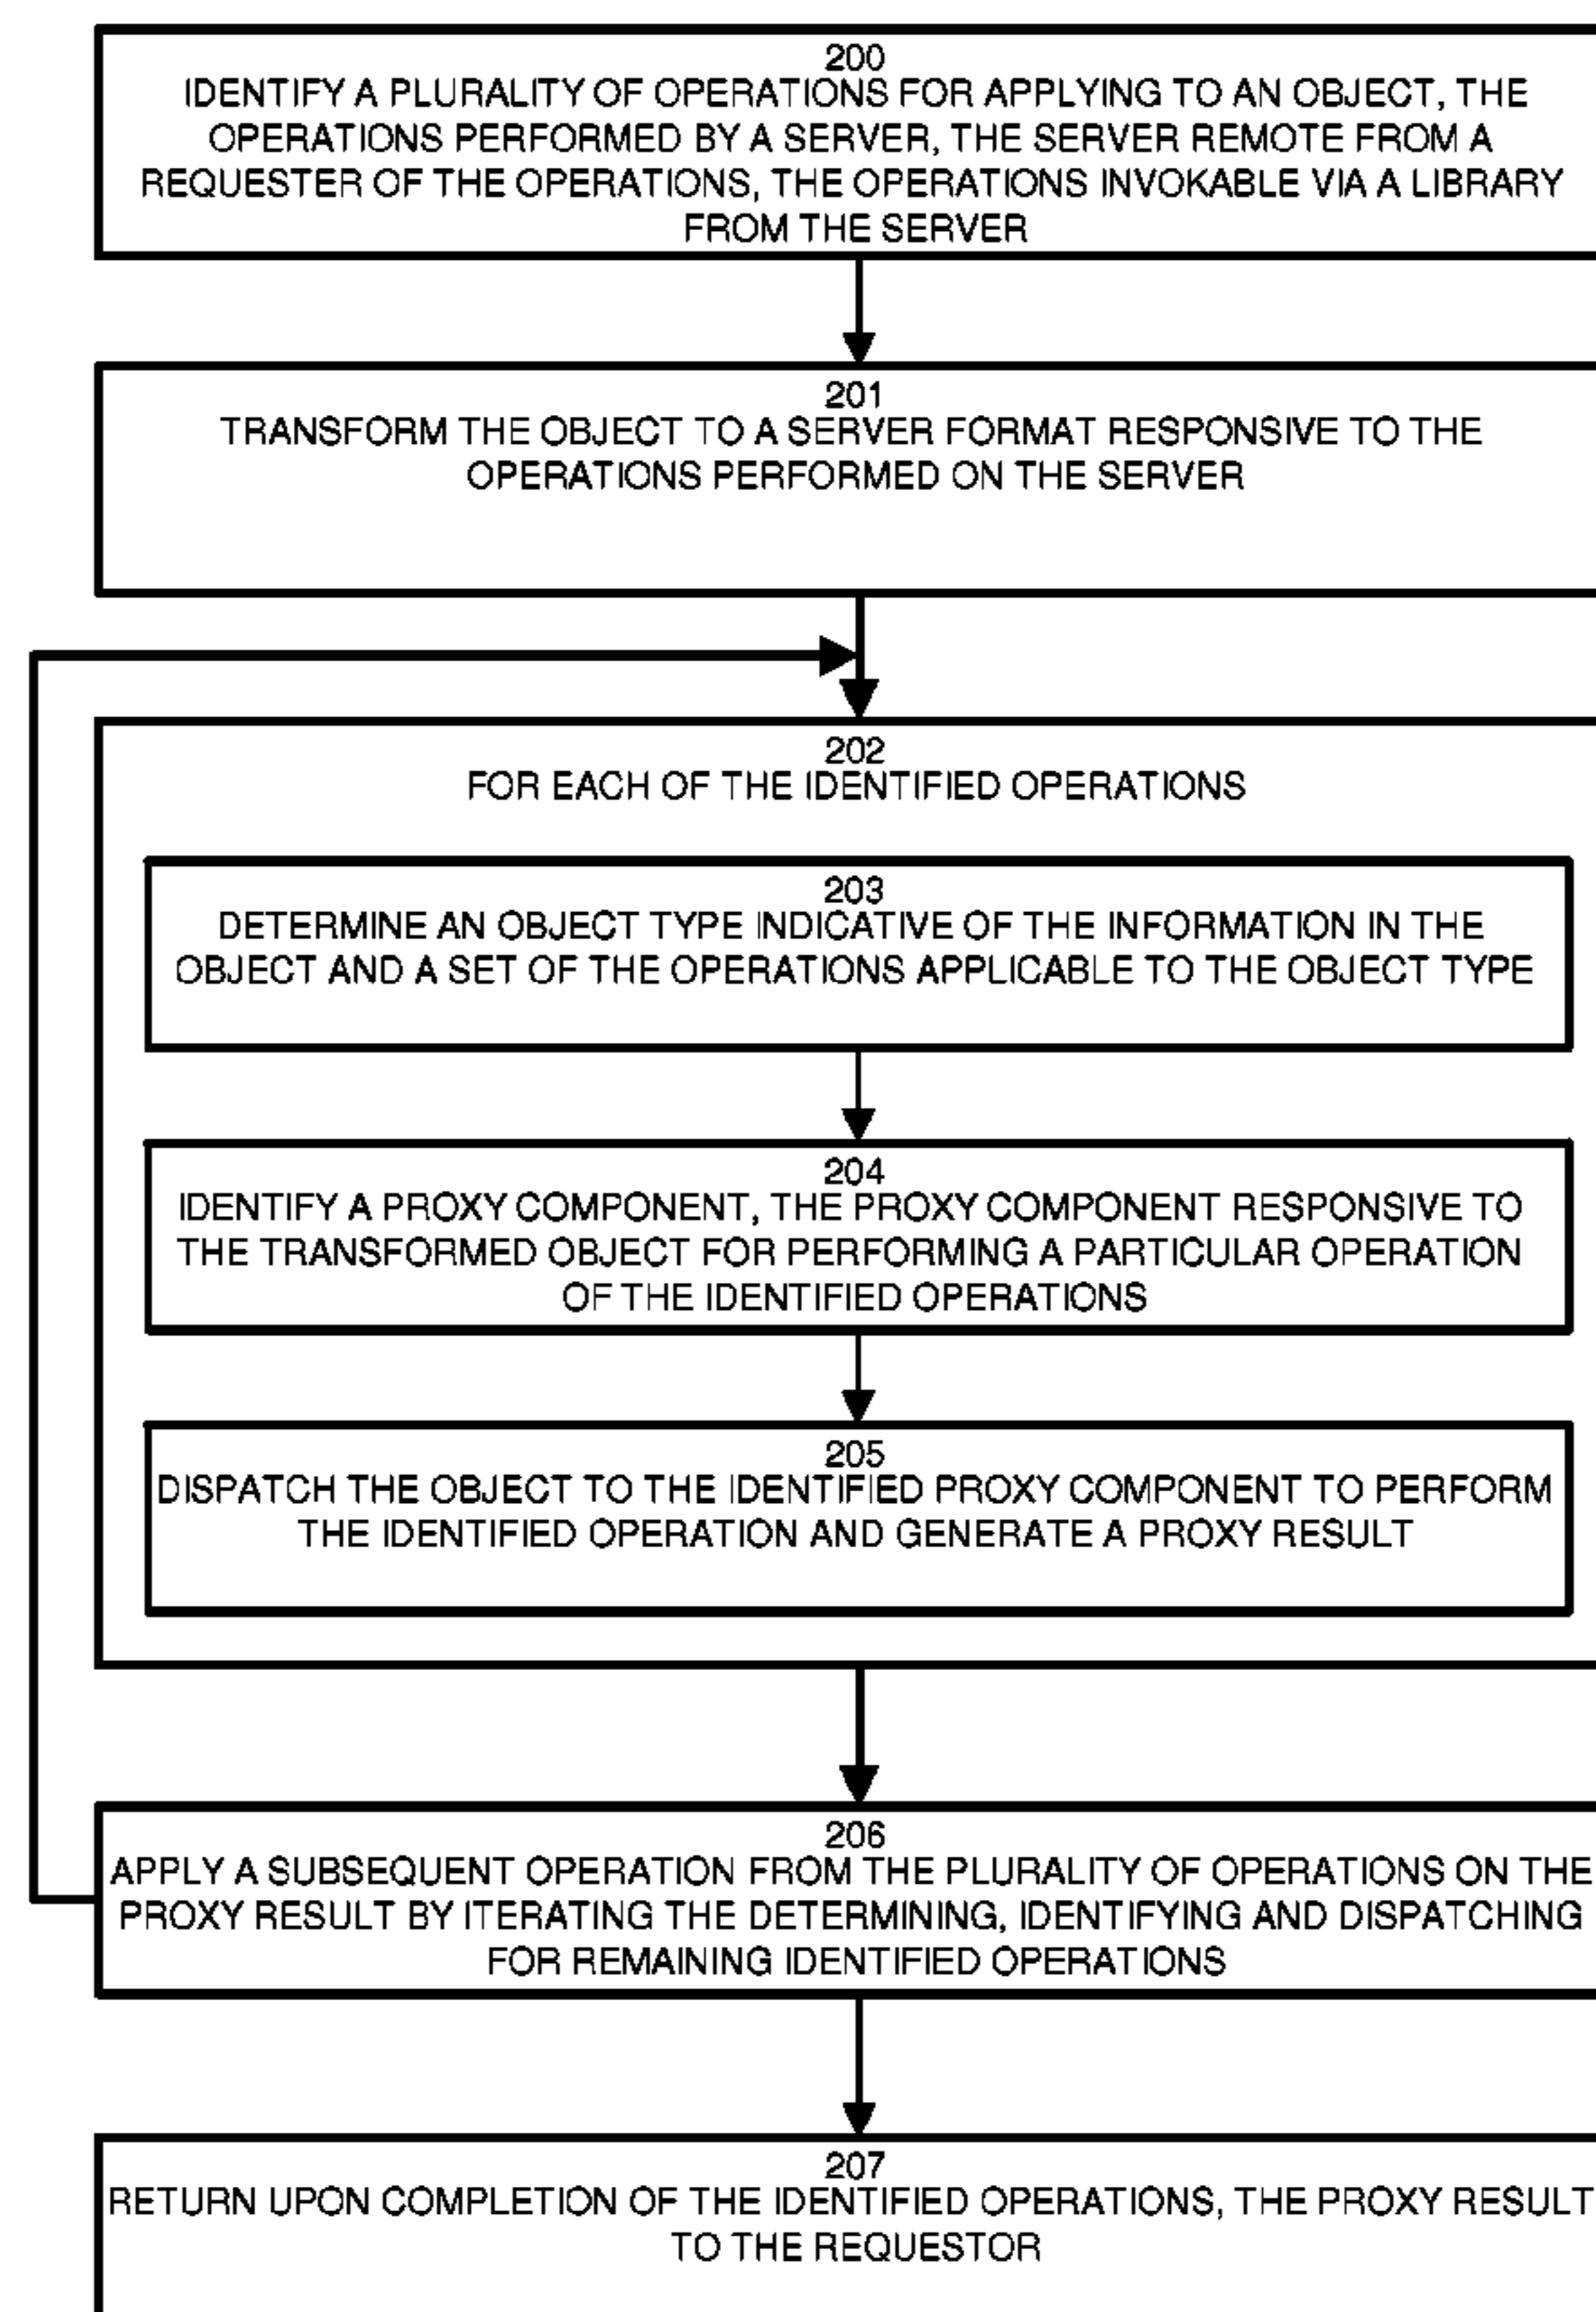 200
IDENTIFY A PLURALITY OF OPERATIONS FOR APPLYING TO AN OBJECT, THE
OPERATIONS PERFORMED BY A SERVER, THE SERVER REMOTE FROM A
REQUESTER OF THE OPERATIONS, THE OPERATIONS INVOKABLE VIA A LIBRARY
FROM THE SERVER
201
TRANSFORM THE OBJECT TO A SERVER FORMAT RESPONSIVE TO THE
OPERATIONS PERFORMED ON THE SERVER
202
FOR EACH OF THE IDENTIFIED OPERATIONS
203
DETERMINE AN OBJECT TYPE INDICATIVE OF THE INFORMATION IN THE
OBJECT AND A SET OF THE OPERATIONS APPLICABLE TO THE OBJECT TYPE
204
IDENTIFY A PROXY COMPONENT, THE PROXY COMPONENT RESPONSIVE TO
THE TRANSFORMED OBJECT FOR PERFORMING A PARTICULAR OPERATION
OF THE IDENTIFIED OPERATIONS
205
DISPATCH THE OBJECT TO THE IDENTIFIED PROXY COMPONENT TO PERFORM
THE IDENTIFIED OPERATION AND GENERATE A PROXY RESULT
206
APPLY A SUBSEQUENT OPERATION FROM THE PLURALITY OF OPERATIONS ON THE
PROXY RESULT BY ITERATING THE DETERMINING, IDENTIFYING AND DISPATCHING
FOR REMAINING IDENTIFIED OPERATIONS
207
RETURN UPON COMPLETION OF THE IDENTIFIED OPERATIONS, THE PROXY RESULT
TO THE REQUESTOR